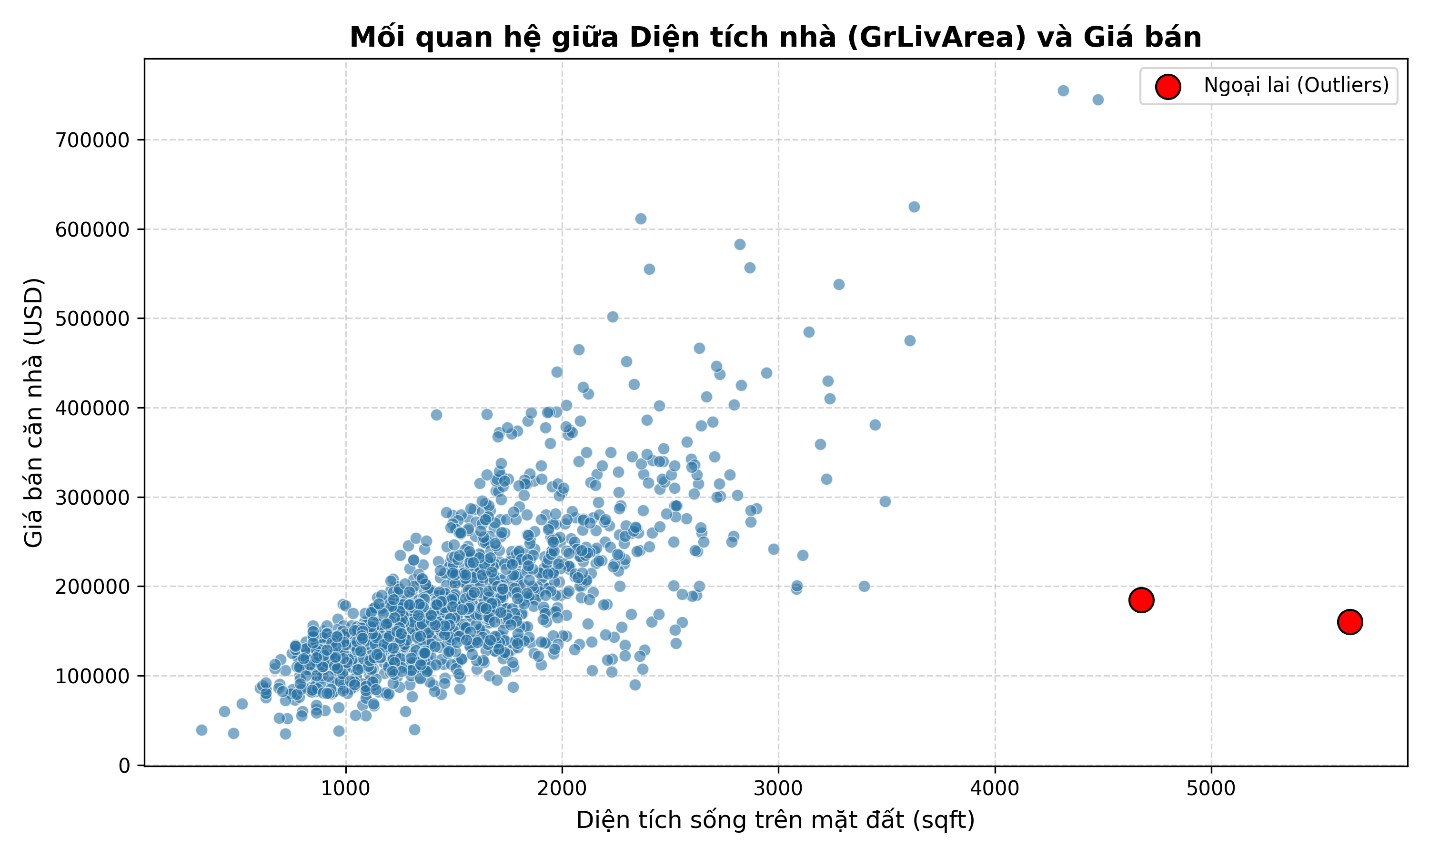 Mối quan hệ giữa Diện tích nhà (GrLivArea) và Giá bán
Ngoại lai (Outliers)
Giá bán căn nhà (USD)
700000
600000
500000
400000
300000
200000
100000
0
1000 2000 3000 4000 5000
Diện tích sống trên mặt đất (sqft)